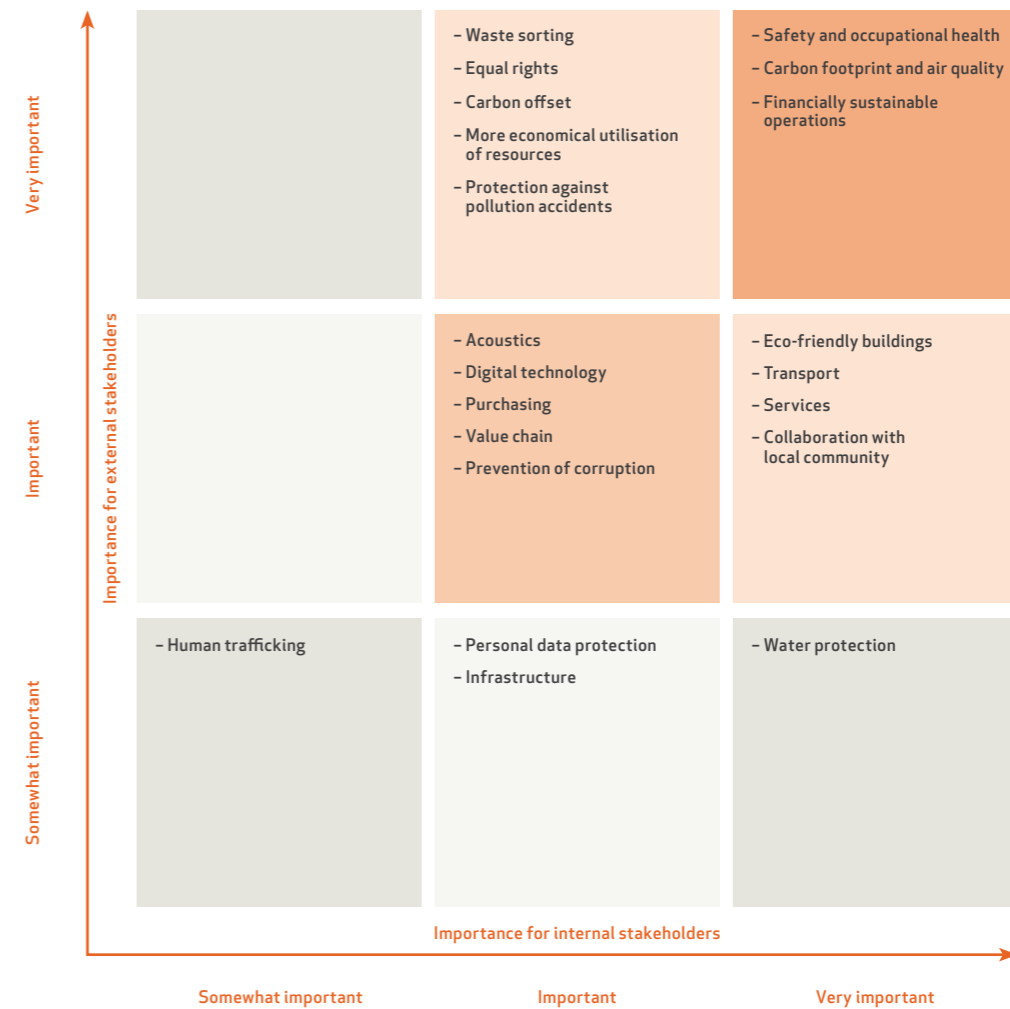 Very important
– Waste sorting
– Equal rights
– Carbon offset
– More economical utilisation
of resources
– Protection against
pollution accidents
– Safety and occupational health
– Carbon footprint and air quality
– Financially sustainable
operations
Importance for external stakeholders
Important
– Acoustics
– Digital technology
– Purchasing
– Value chain
– Prevention of corruption
– Eco-friendly buildings
– Transport
– Services
– Collaboration with
local community
Somewhat important
– Human trafficking
– Personal data protection
– Infrastructure
– Water protection
Importance for internal stakeholders
Somewhat important
Important
Very important